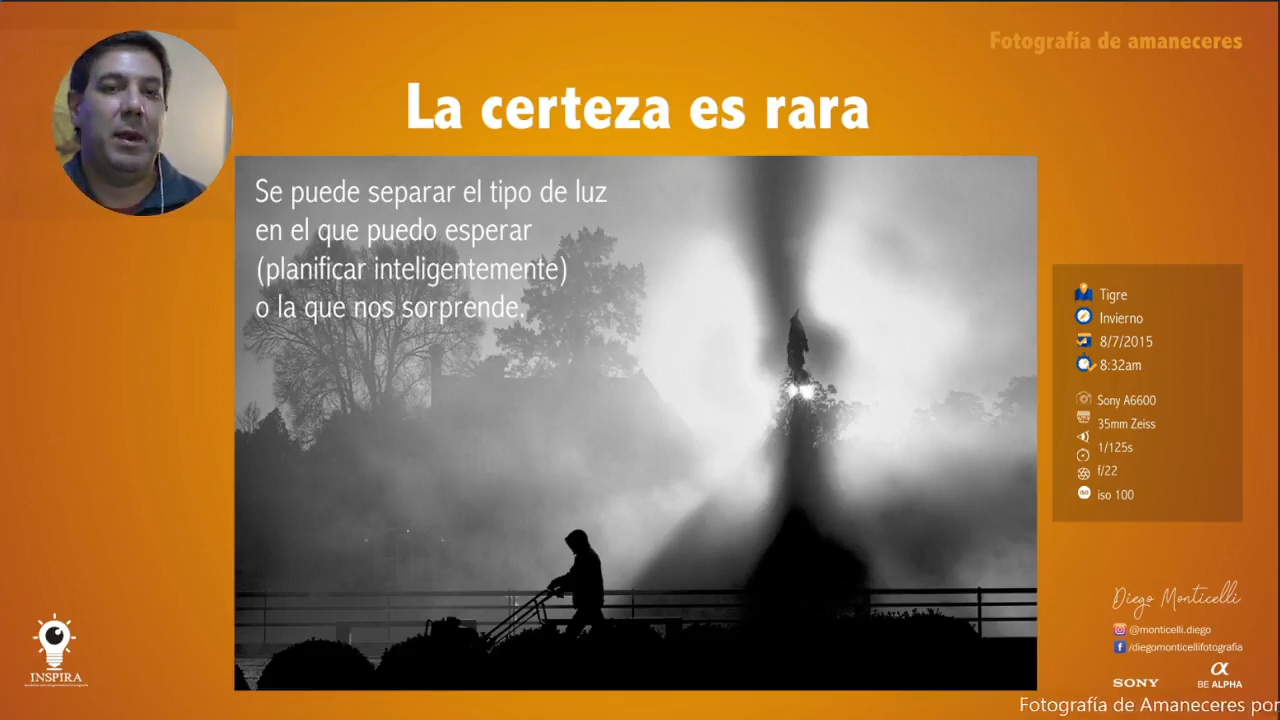 Fotografía de amaneceres
La certeza es rara
Se puede separar el tipo de luz
en el que puedo esperar
(planificar inteligentemente)
o la que nos sorprende.
Tigre
Invierno
8/7/2015
8:32am
Sony A6600
35mm Zeiss
1/125s
f/22
ISO
iso 100
Diego Monticelli
@monticelli.diego
/diegomonticellifotografia
INSPIRA
SONY
α
BE ALPHA
Fotografía de Amaneceres por